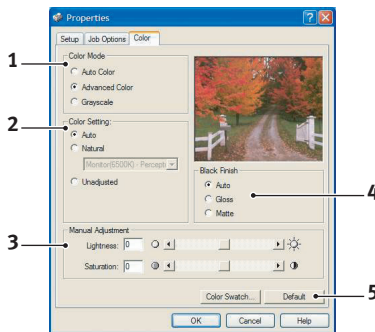 Properties
Setup Job Options Color
1
Color Mode
Auto Color
Advanced Color
Grayscale
2
Color Setting:
Auto
Natural
Monitor(6500K) - Percepti
Unadjusted
Black Finish
Auto
Gloss
Matte
4
3
Manual Adjustment
Lightness: 0
Saturation: 0
Color Swatch... Default
5
OK Cancel Help